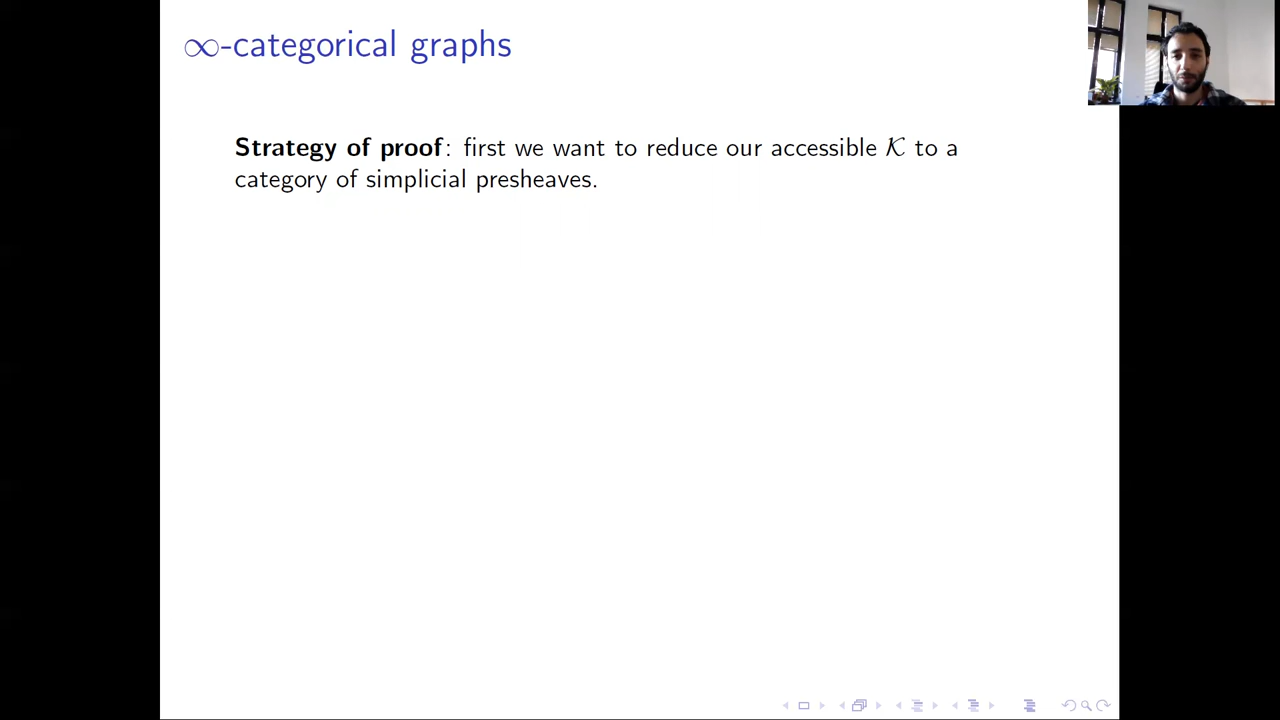 ∞-categorical graphs
Strategy of proof: first we want to reduce our accessible 𝒦 to a
category of simplicial presheaves.